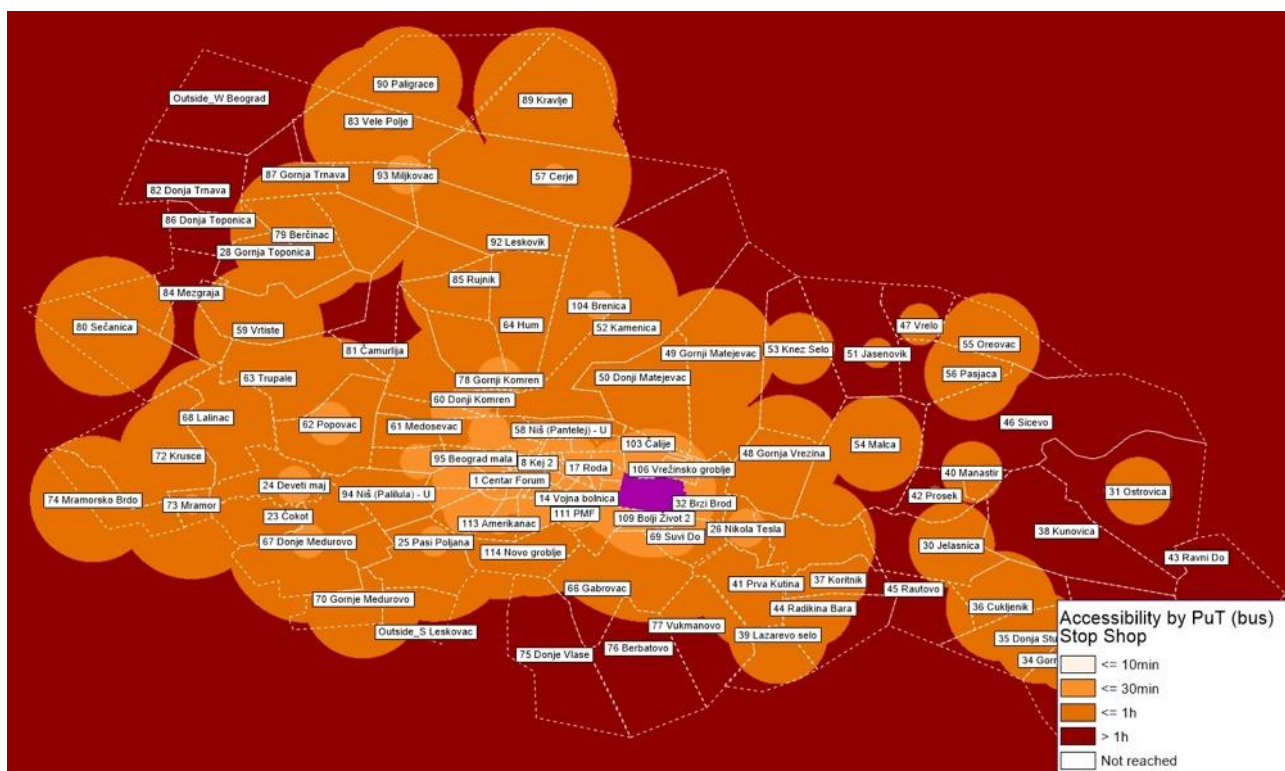 90 Paligrace
Outside_W Beograd
89 Kravlje
83 Vele Polje
87 Gornja Trnava
93 Miljkovac
57 Cerje
82 Donja Trnava
86 Donja Toponica
79 Berčinac
92 Leskovik
28 Gornja Toponica
85 Rujnik
84 Mezgraja
104 Brenica
80 Sečanica
59 Vrtiste
64 Hum
52 Kamenica
47 Vrelo
55 Oreovac
81 Čamurlija
49 Gornji Matejevac
53 Knez Selo
51 Jasenovik
63 Trupale
78 Gornji Komren
50 Donji Matejevac
56 Pasjaca
60 Donji Komren
68 Lalinac
62 Popovac
61 Medosevac
58 Niš (Pantelej) - U
46 Sicevo
103 Čalije
54 Malca
72 Krusce
95 Beograd mala
8 Kej 2
17 Roda
106 Vrežinsko groblje
48 Gornja Vrezina
40 Manastir
24 Deveti maj
94 Niš (Palilula) - U
1 Centar Forum
74 Mramorsko Brdo
73 Mramor
14 Vojna bolnica
32 Brzi Brod
42 Prosek
31 Ostrovica
23 Čokot
113 Amerikanac
111 PMF
109 Bolji Život 2
26 Nikola Tesla
38 Kunovica
67 Donje Medurovo
25 Pasi Poljana
69 Suvi Do
30 Jelasnica
114 Novo groblje
43 Ravni Do
41 Prva Kutina
37 Koritnik
66 Gabrovac
45 Rautovo
70 Gornje Medurovo
44 Radikina Bara
36 Cukljenik
77 Vukmanovo
Outside_S Leskovac
39 Lazarevo selo
35 Donja Stu
76 Berbatovo
75 Donje Vlase
34 Gorn
Accessibility by PuT (bus)
Stop Shop
<= 10min
<= 30min
<= 1h
> 1h
Not reached